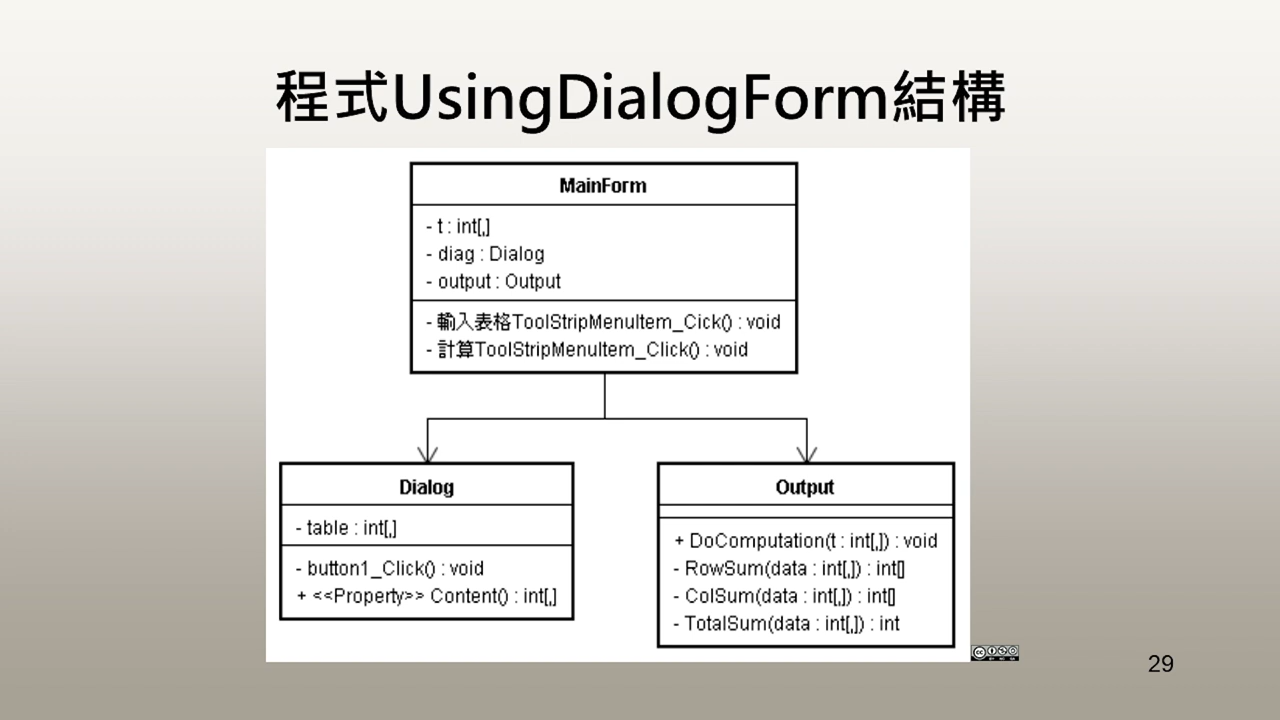 程式UsingDialogForm結構
MainForm
- t : int[,]
- diag : Dialog
- output : Output
- 輸入表格ToolStripMenuItem_Cick() : void
- 計算ToolStripMenuItem_Click() : void
Dialog
- table : int[,]
- button1_Click() : void
+ <<Property>> Content() : int[,]
Output
+ DoComputation(t : int[,]) : void
- RowSum(data : int[,]) : int[]
- ColSum(data : int[,]) : int[]
- TotalSum(data : int[,]) : int
29